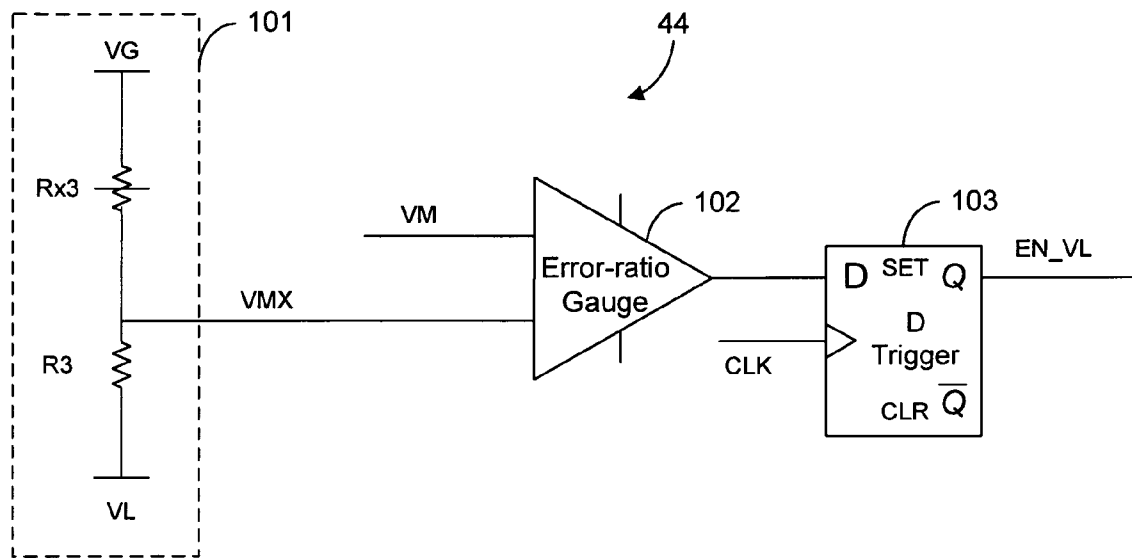 101
44
VG
Rx3
VM
102
103
EN_VL
Error-ratio
Gauge
D SET Q
VMX
R3
D
Trigger
CLK
CLR Q̅
VL